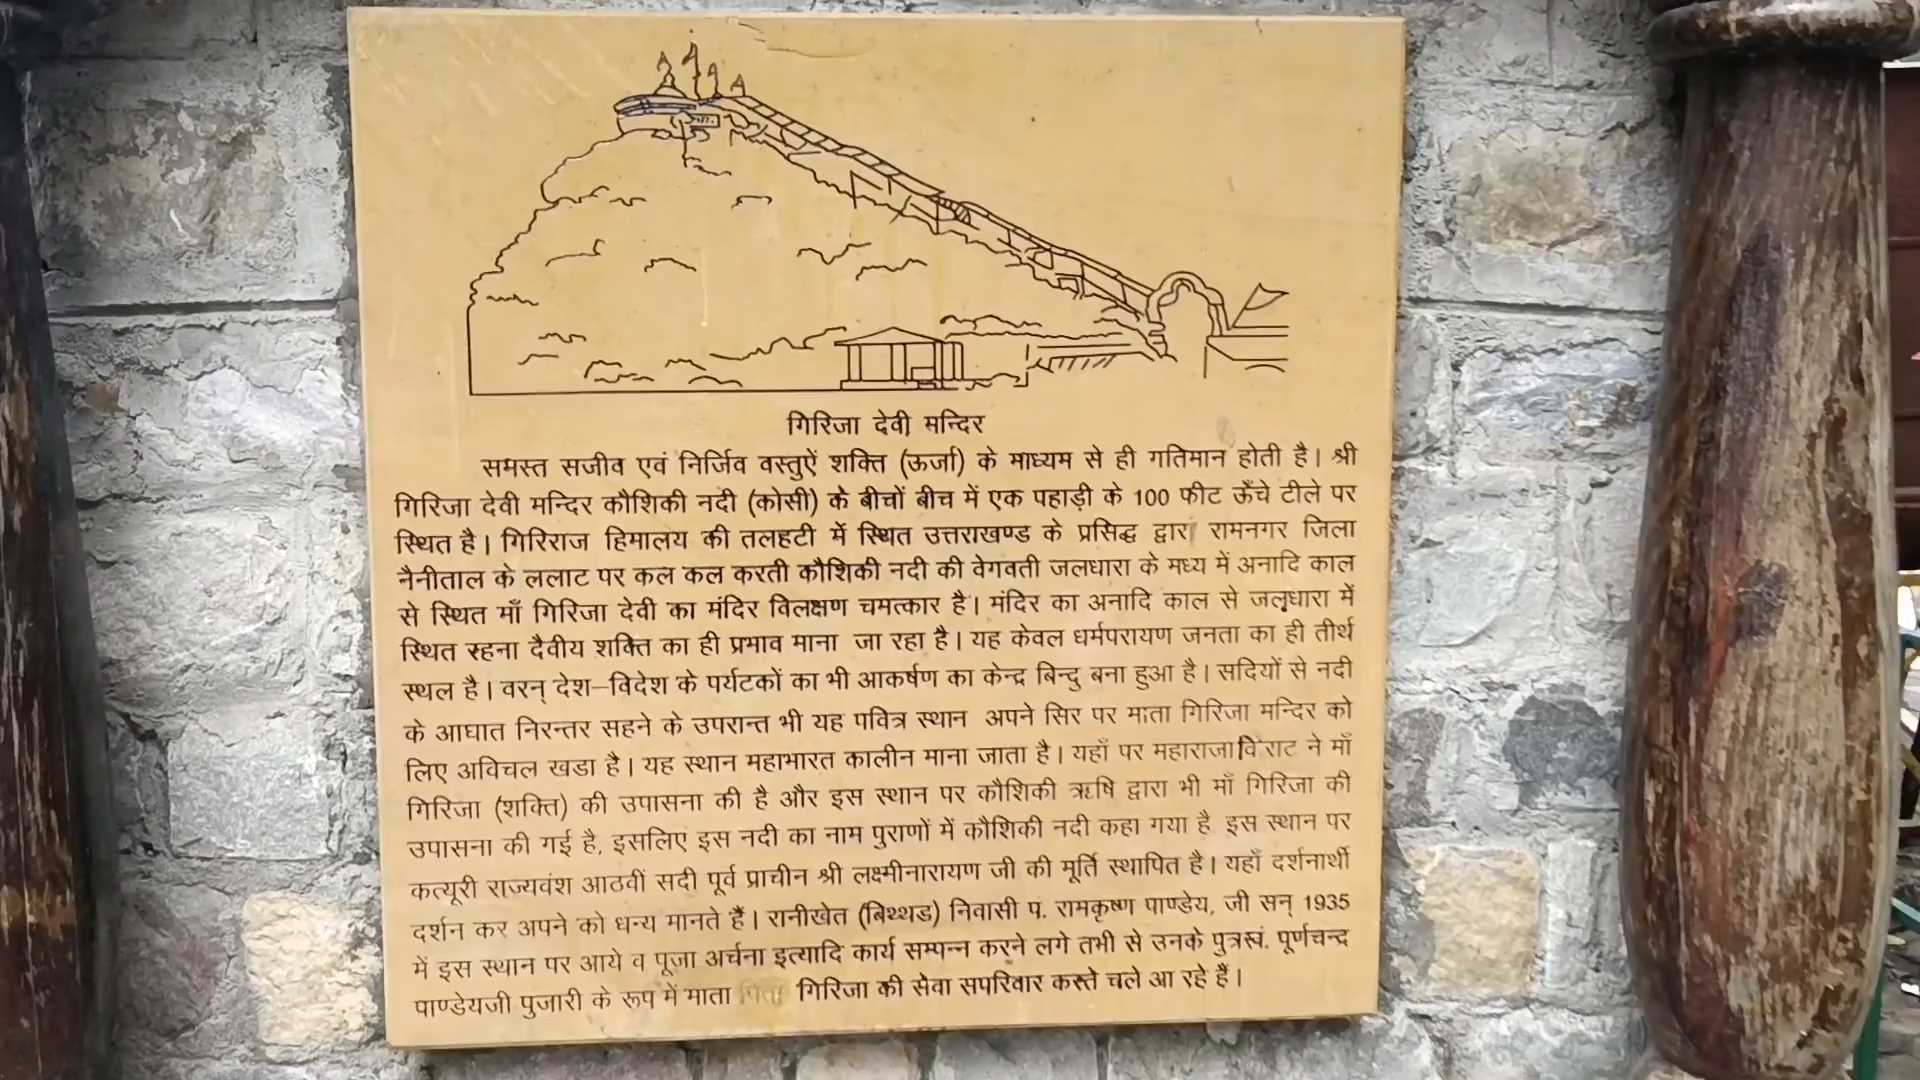 गिरिजा देवी मन्दिर
समस्त सजीव एवं निर्जिव वस्तुऐं शक्ति (ऊर्जा) के माध्यम से ही गतिमान होती है। श्री
गिरिजा देवी मन्दिर कौशिकी नदी (कोसी) के बीचों बीच में एक पहाड़ी के 100 फीट ऊँचे टीले पर
स्थित है। गिरिराज हिमालय की तलहटी में स्थित उत्तराखण्ड के प्रसिद्ध द्वार रामनगर जिला
नैनीताल के ललाट पर कल कल करती कौशिकी नदी की वेगवती जलधारा के मध्य में अनादि काल
से स्थित माँ गिरिजा देवी का मंदिर विलक्षण चमत्कार है। मंदिर का अनादि काल से जलधारा में
स्थित रहना दैवीय शक्ति का ही प्रभाव माना जा रहा है। यह केवल धर्मपरायण जनता का ही तीर्थ
स्थल है। वरन् देश–विदेश के पर्यटकों का भी आकर्षण का केन्द्र बिन्दु बना हुआ है। सदियों से नदी
के आघात निरन्तर सहने के उपरान्त भी यह पवित्र स्थान अपने सिर पर माता गिरिजा मन्दिर को
लिए अविचल खडा है। यह स्थान महाभारत कालीन माना जाता है। यहाँ पर महाराजा विराट ने माँ
गिरिजा (शक्ति) की उपासना की है और इस स्थान पर कौशिकी ऋषि द्वारा भी माँ गिरिजा की
उपासना की गई है, इसलिए इस नदी का नाम पुराणों में कौशिकी नदी कहा गया है इस स्थान पर
कत्यूरी राज्यवंश आठवीं सदी पूर्व प्राचीन श्री लक्ष्मीनारायण जी की मूर्ति स्थापित है। यहाँ दर्शनार्थी
दर्शन कर अपने को धन्य मानते हैं। रानीखेत (बिथ्थड) निवासी पं. रामकृष्ण पाण्डेय, जी सन् 1935
में इस स्थान पर आये व पूजा अर्चना इत्यादि कार्य सम्पन्न करने लगे तभी से उनके पुत्र स्वं. पूर्णचन्द्र
पाण्डेयजी पुजारी के रूप में माता गिरिजा की सेवा सपरिवार करते चले आ रहे हैं।